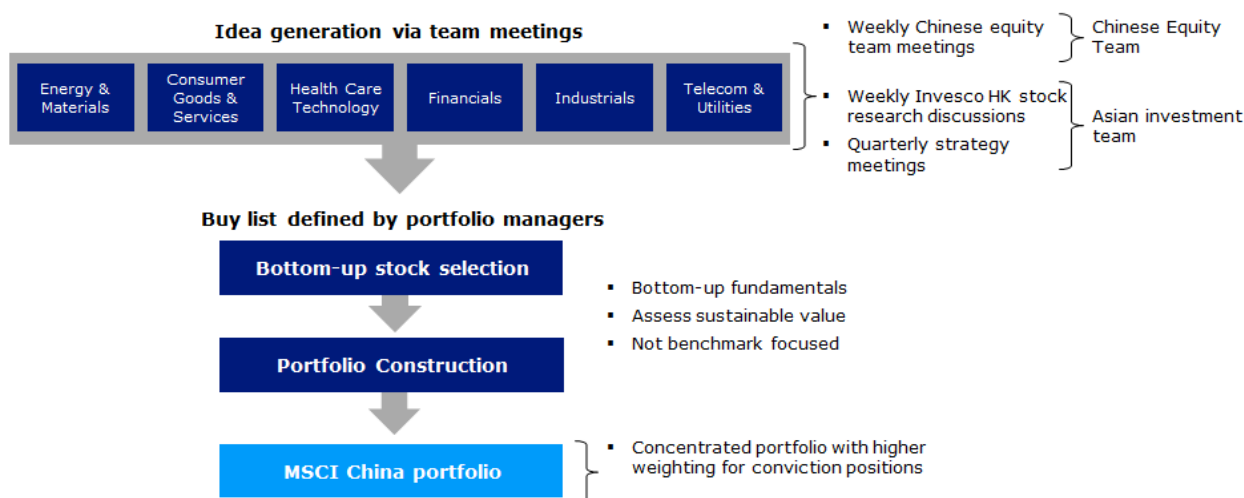 Idea generation via team meetings
Energy &
Materials
Consumer
Goods &
Services
Health Care
Technology
Financials
Industrials
Telecom &
Utilities
▪ Weekly Chinese equity
team meetings
Chinese Equity
Team
▪ Weekly Invesco HK stock
research discussions
▪ Quarterly strategy
meetings
Asian investment
team
Buy list defined by portfolio managers
Bottom-up stock selection
▪ Bottom-up fundamentals
▪ Assess sustainable value
▪ Not benchmark focused
Portfolio Construction
MSCI China portfolio
▪ Concentrated portfolio with higher
weighting for conviction positions